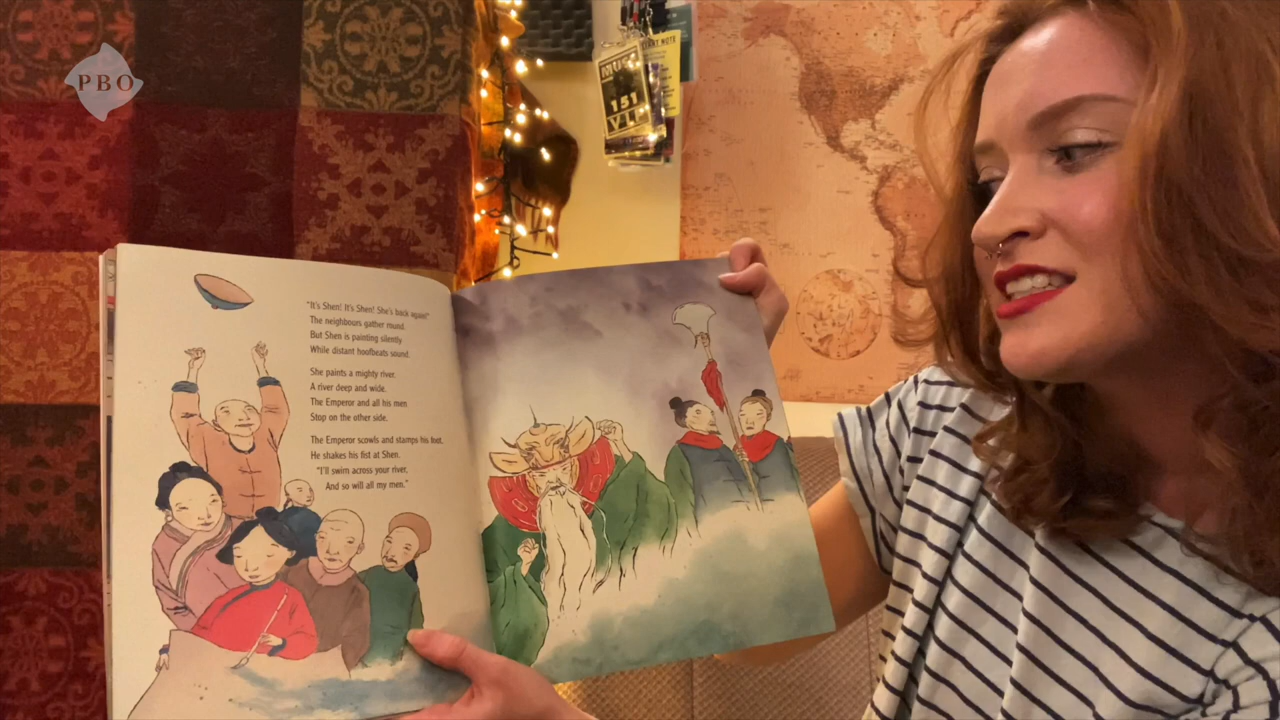 PBO
MUS
151
"It's Shen! It's Shen! She's back again!"
The neighbours gather round.
But Shen is painting silently
While distant hoofbeats sound.
She paints a mighty river.
A river deep and wide.
The Emperor and all his men
Stop on the other side.
The Emperor scowls and stamps his foot.
He shakes his fist at Shen.
"I'll swim across your river,
And so will all my men."